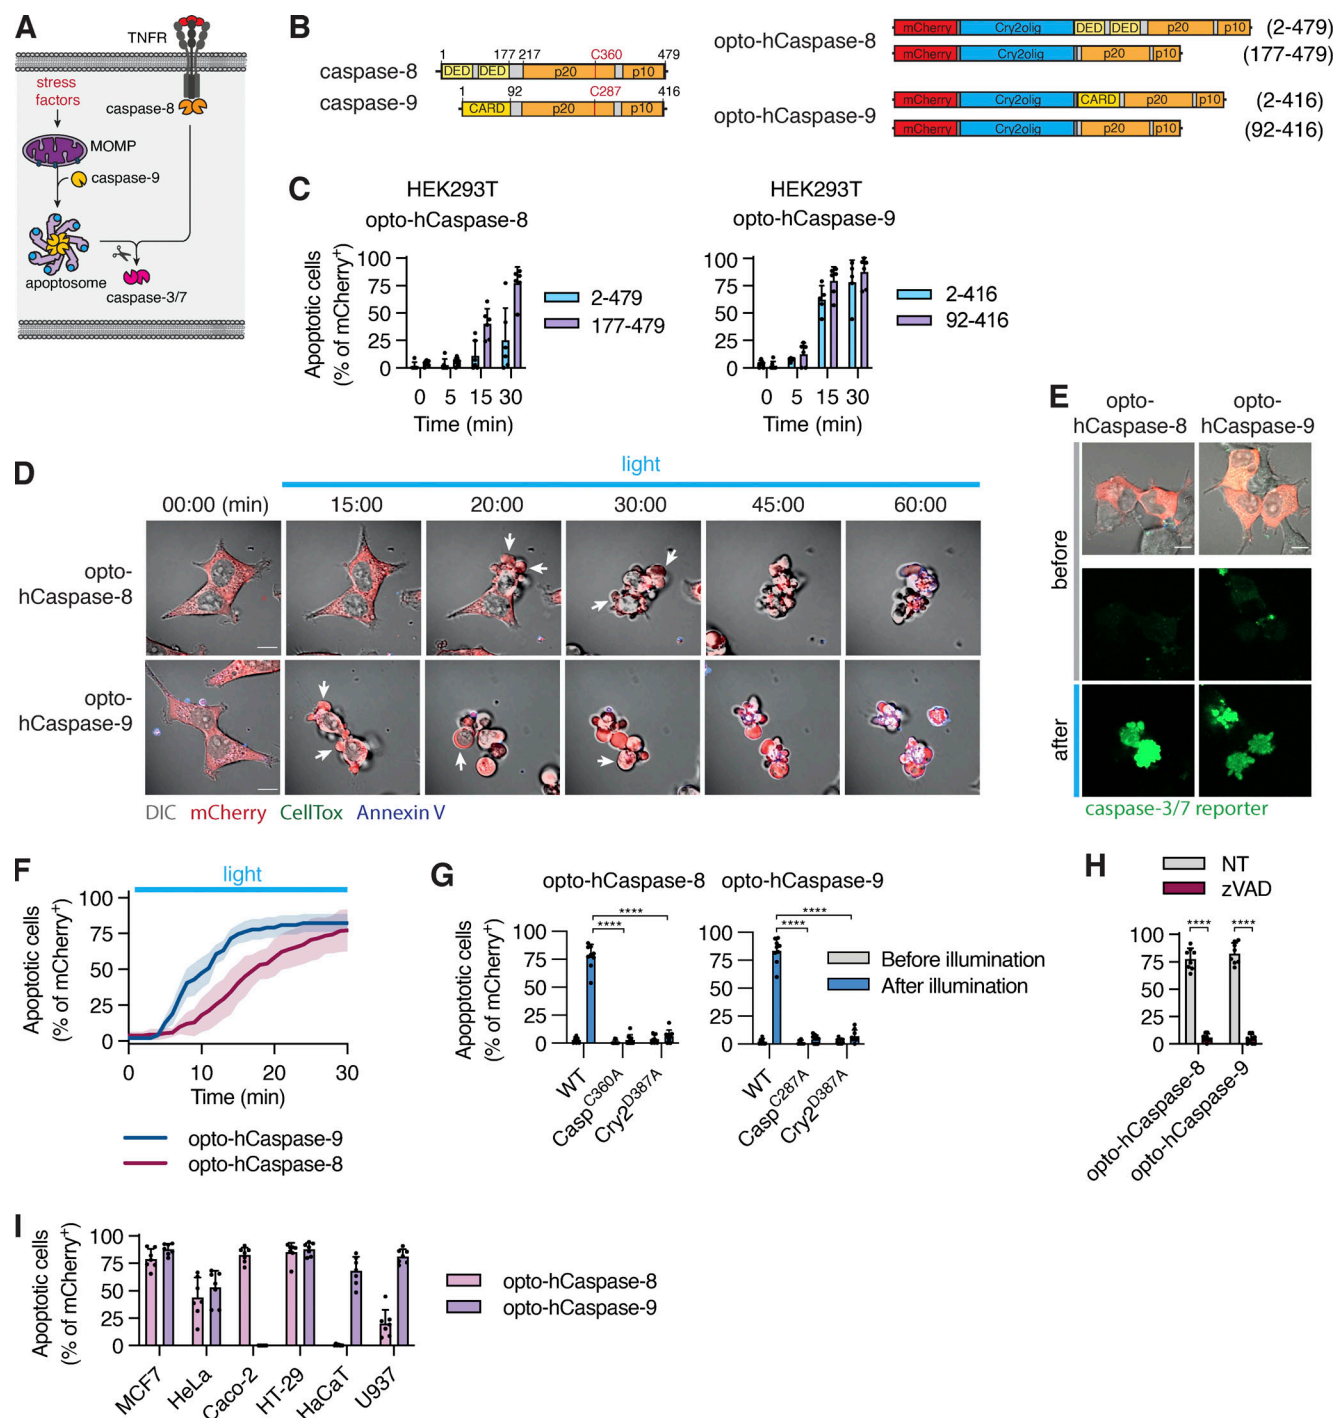 A
TNFR
stress
factors
caspase-8
MOMP
caspase-9
apoptosome
caspase-3/7
B
1 177 217 C360 479
caspase-8 DED DED p20 p10
1 92 C287 416
caspase-9 CARD p20 p10
opto-hCaspase-8
mCherry Cry2olig DED DED p20 p10 (2-479)
mCherry Cry2olig p20 p10 (177-479)
opto-hCaspase-9
mCherry Cry2olig CARD p20 p10 (2-416)
mCherry Cry2olig p20 p10 (92-416)
C
HEK293T
opto-hCaspase-8
Apoptotic cells
(% of mCherry+)
100
75
50
25
0
0 5 15 30
Time (min)
2-479
177-479
HEK293T
opto-hCaspase-9
100
75
50
25
0
0 5 15 30
Time (min)
2-416
92-416
D
light
00:00 (min) 15:00 20:00 30:00 45:00 60:00
opto-
hCaspase-8
opto-
hCaspase-9
DIC mCherry CellTox Annexin V
E
opto-
hCaspase-8
opto-
hCaspase-9
before
after
caspase-3/7 reporter
F
light
Apoptotic cells
(% of mCherry+)
100
75
50
25
0
0 10 20 30
Time (min)
opto-hCaspase-9
opto-hCaspase-8
G
opto-hCaspase-8 opto-hCaspase-9
Apopptotic cells
(% of mCherry+)
100
75
50
25
0
****
****
WT
Casp C360A
Cry2 D387A
100
75
50
25
0
****
****
WT
Casp C287A
Cry2 D387A
Before illumination
After illumination
H
NT
zVAD
**** ****
100
75
50
25
0
opto-hCaspase-8
opto-hCaspase-9
I
Apoptotic cells
(% of mCherry+)
100
75
50
25
0
MCF7
HeLa
Caco-2
HT-29
HaCaT
U937
opto-hCaspase-8
opto-hCaspase-9